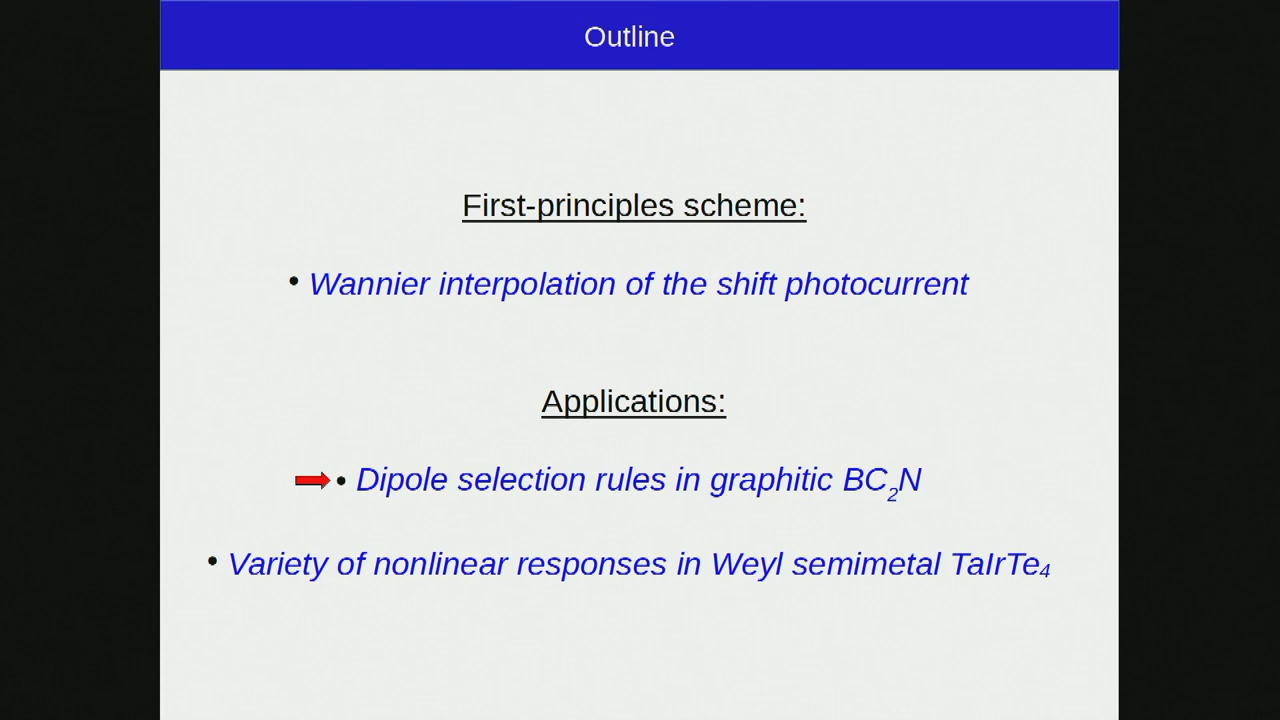 Outline
First-principles scheme:
• Wannier interpolation of the shift photocurrent
Applications:
• Dipole selection rules in graphitic BC₂N
• Variety of nonlinear responses in Weyl semimetal TaIrTe₄